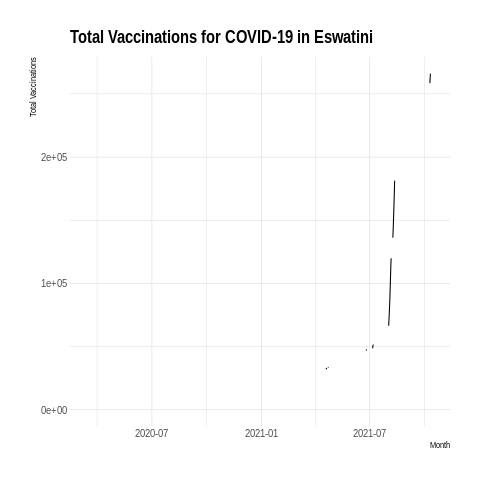 Total Vaccinations for COVID-19 in Eswatini
Total Vaccinations
2e+05
1e+05
0e+00
2020-07 2021-01 2021-07
Month